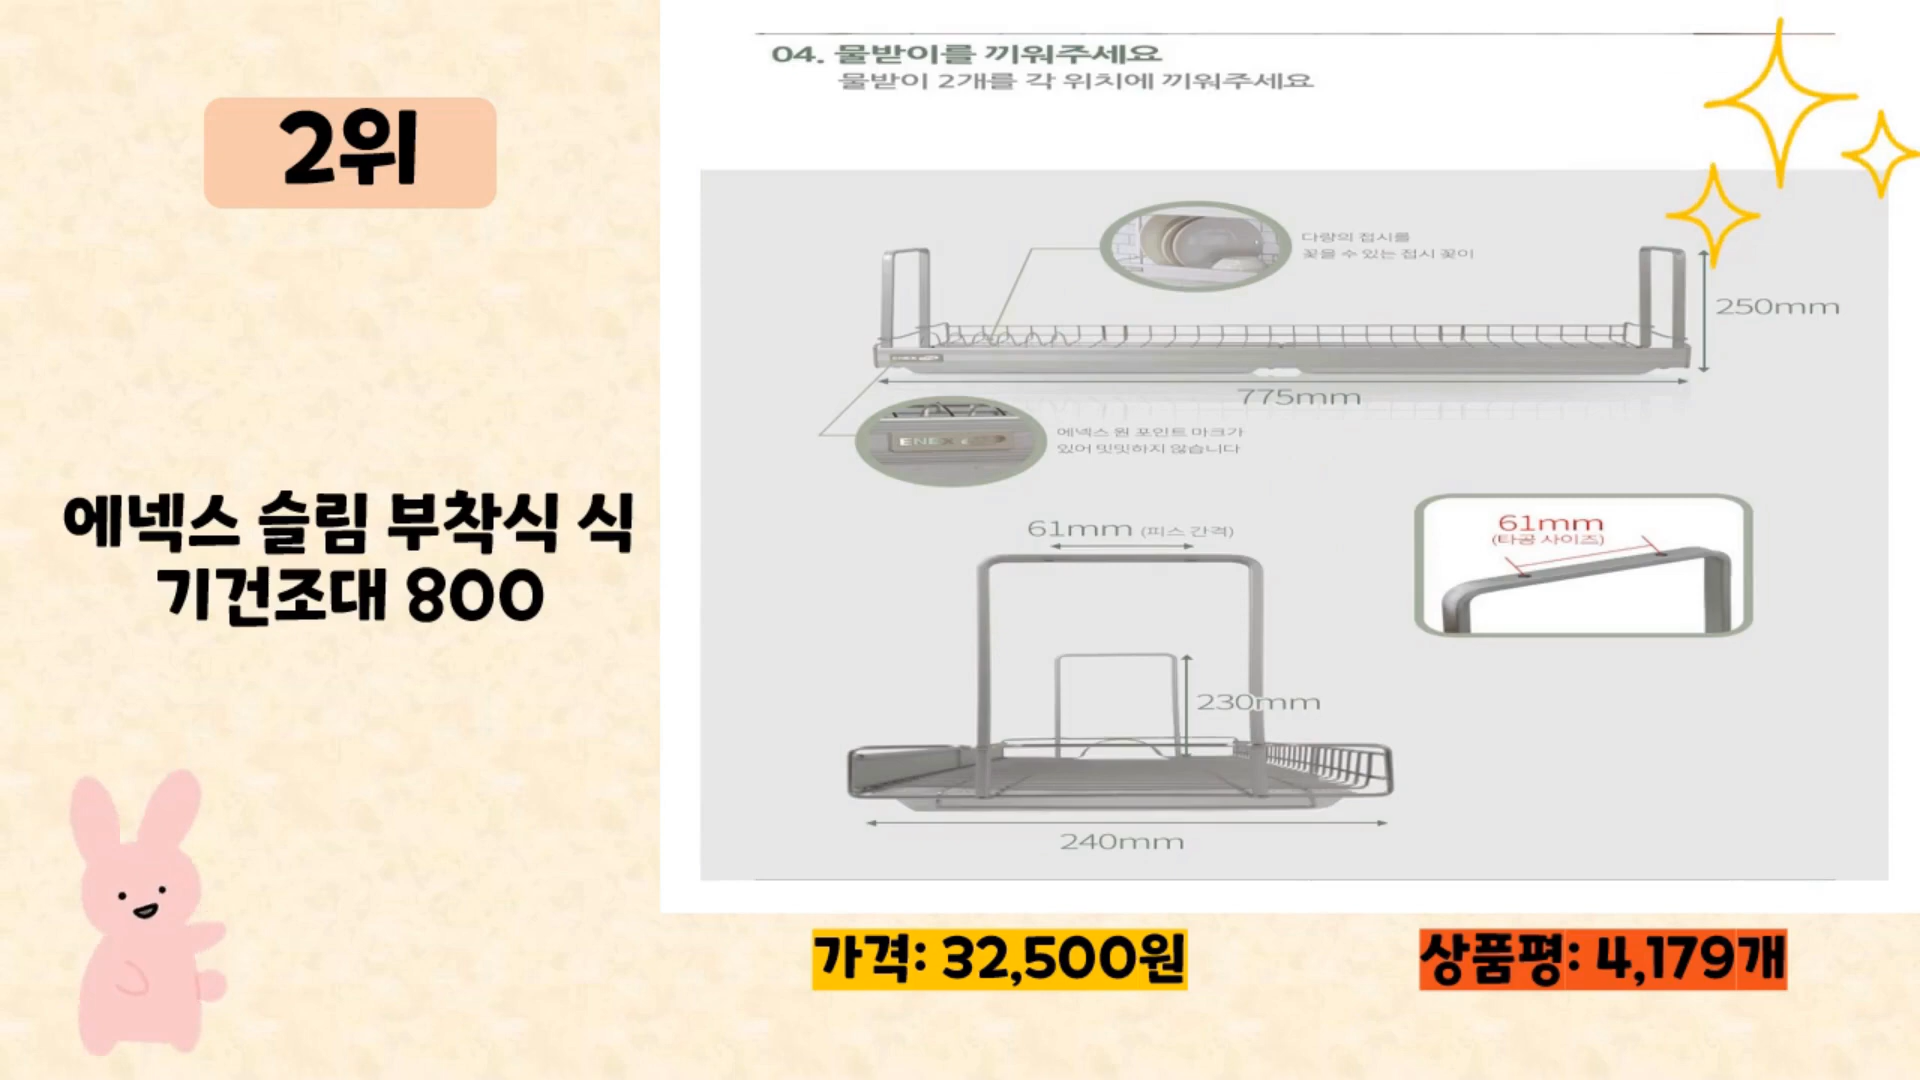 2위
에넥스 슬림 부착식 식
기건조대 800
04. 물받이를 끼워주세요
물받이 2개를 각 위치에 끼워주세요
다량의 접시를
꽂을 수 있는 접시 꽂이
250mm
775mm
ENEX
에넥스 원 포인트 마크가
있어 밋밋하지 않습니다
61mm (피스 간격)
61mm
(타공 사이즈)
230mm
240mm
가격: 32,500원
상품평: 4,179개